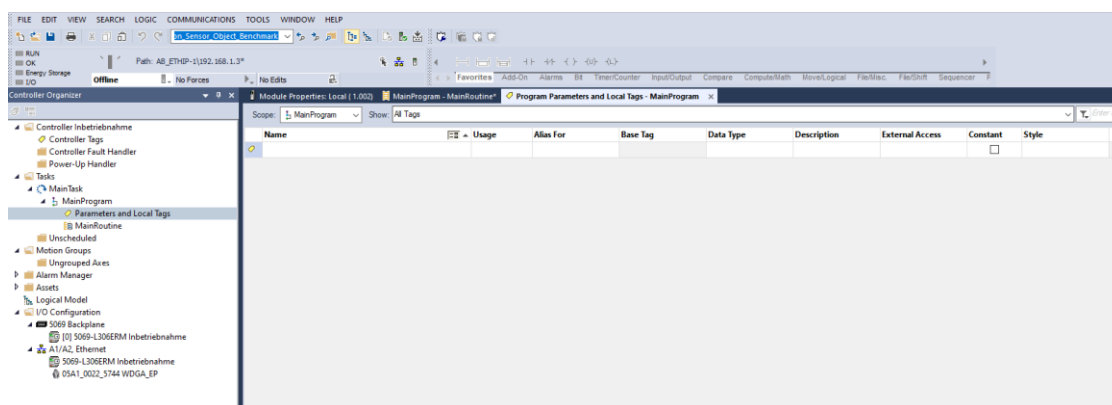 FILE EDIT VIEW SEARCH LOGIC COMMUNICATIONS TOOLS WINDOW HELP
on_Sensor_Object_Benchmark
RUN
OK
Energy Storage
I/O
Path: AB_ETHIP-1\192.168.1.3*
Offline No Forces No Edits
Favorites Add-On Alarms Bit Timer/Counter Input/Output Compare Compute/Math Move/Logical File/Misc. File/Shift Sequencer
Controller Organizer
Module Properties: Local (1.002) MainProgram - MainRoutine* Program Parameters and Local Tags - MainProgram
Scope: MainProgram Show: All Tags
Name Usage Alias For Base Tag Data Type Description External Access Constant Style
Controller Inbetriebnahme
Controller Tags
Controller Fault Handler
Power-Up Handler
Tasks
MainTask
MainProgram
Parameters and Local Tags
MainRoutine
Unscheduled
Motion Groups
Ungrouped Axes
Alarm Manager
Assets
Logical Model
I/O Configuration
5069 Backplane
[0] 5069-L306ERM Inbetriebnahme
A1/A2, Ethernet
5069-L306ERM Inbetriebnahme
05A1_0022_5744 WDGA_EP